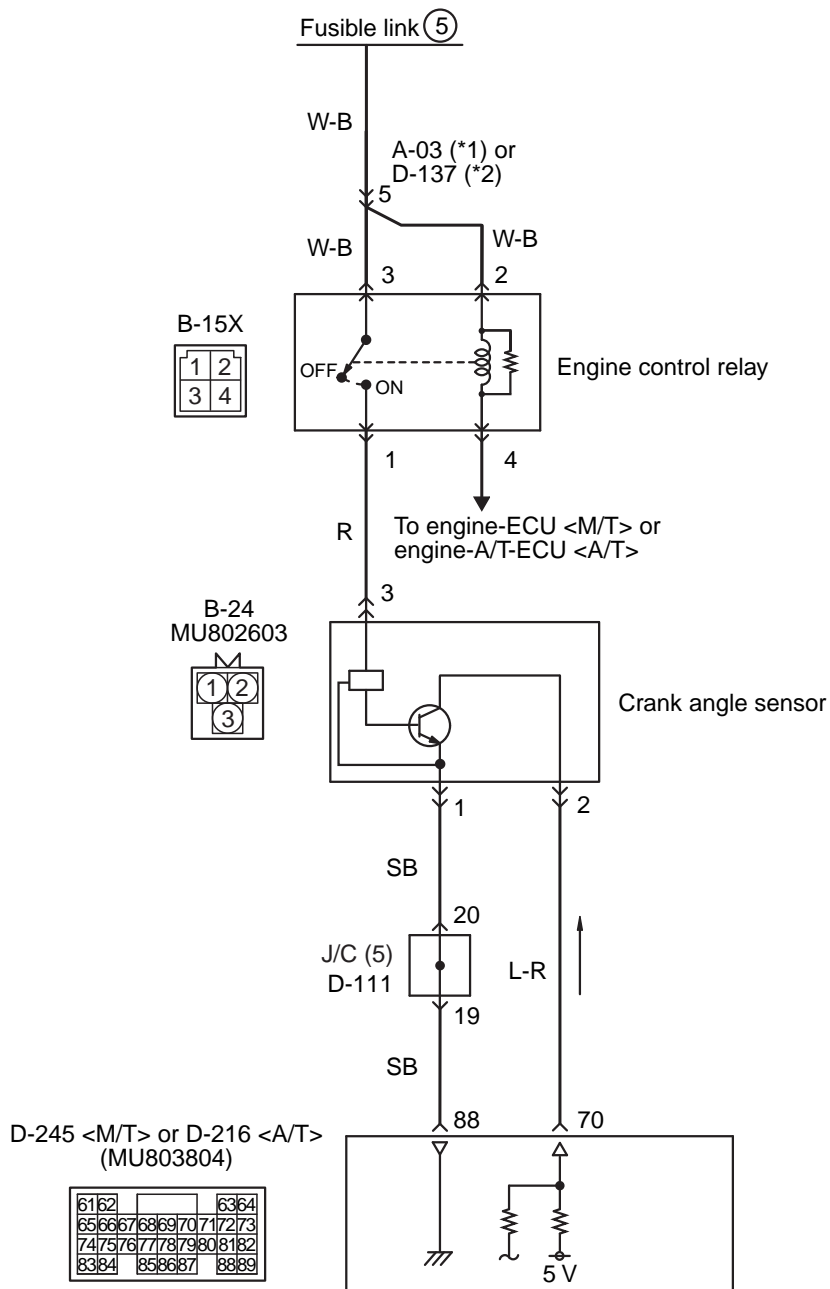 Fusible link 5
W-B
A-03 (*1) or
D-137 (*2)
5
W-B
W-B
3
2
B-15X
1 2
3 4
OFF
ON
Engine control relay
1
4
R
To engine-ECU <M/T> or
engine-A/T-ECU <A/T>
3
B-24
MU802603
1 2
3
Crank angle sensor
1
2
SB
20
J/C (5)
D-111
L-R
19
SB
88
70
D-245 <M/T> or D-216 <A/T>
(MU803804)
61 62 63 64
65 66 67 68 69 70 71 72 73
74 75 76 77 78 79 80 81 82
83 84 85 86 87 88 89
5 V